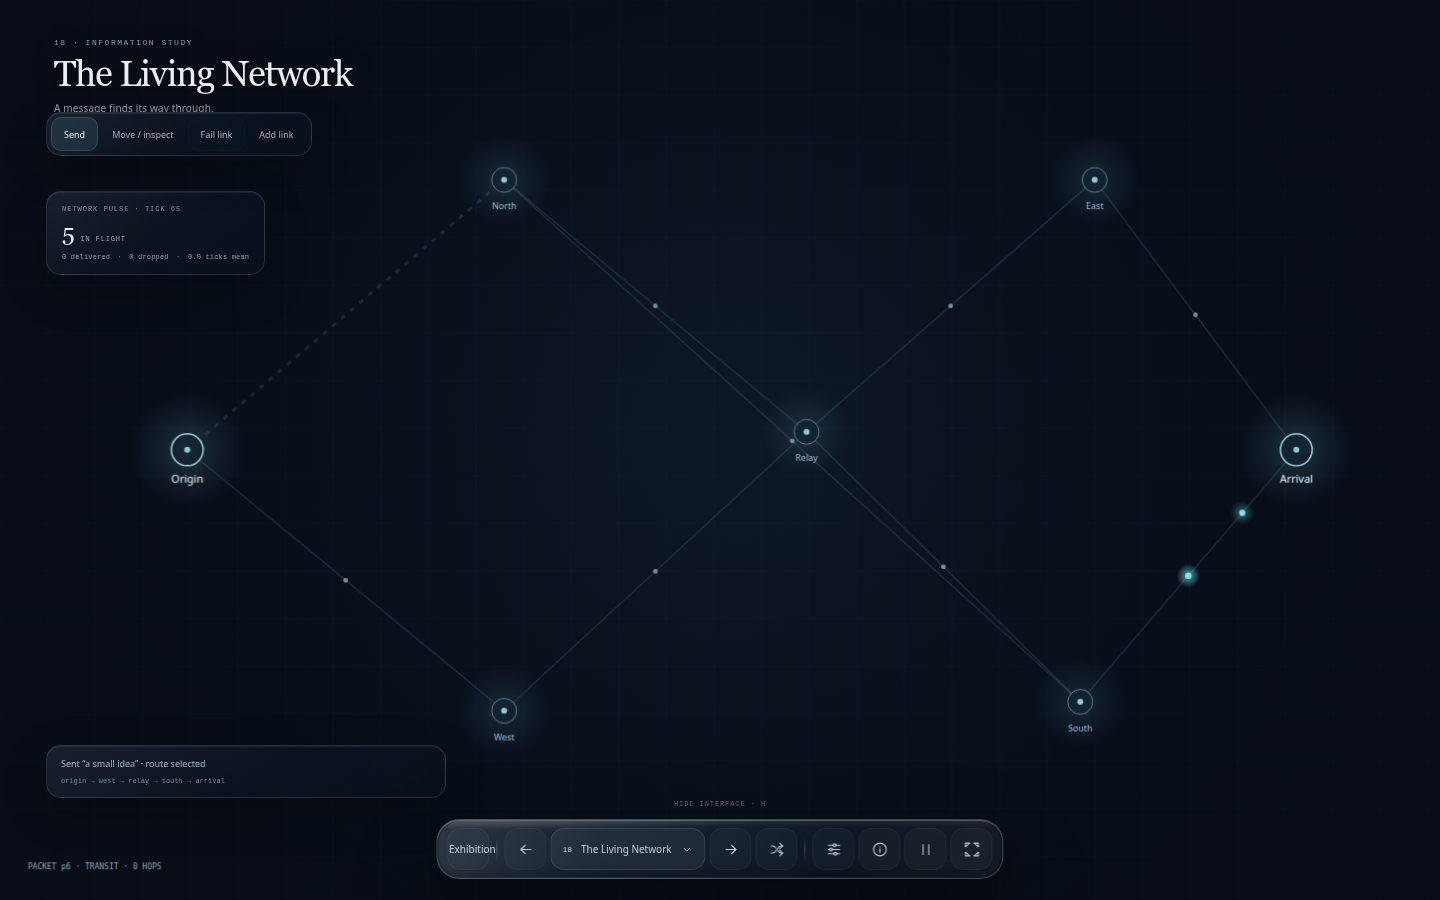 18 · INFORMATION STUDY
The Living Network
A message finds its way through.
Send Move / inspect Fail link Add link
NETWORK PULSE · TICK 65
5 IN FLIGHT
0 delivered · 0 dropped · 0.0 ticks mean
North
East
Relay
Origin
Arrival
West
South
Sent “a small idea” · route selected
origin → west → relay → south → arrival
HIDE INTERFACE · H
Exhibition 18 The Living Network
PACKET p6 · TRANSIT · 0 HOPS